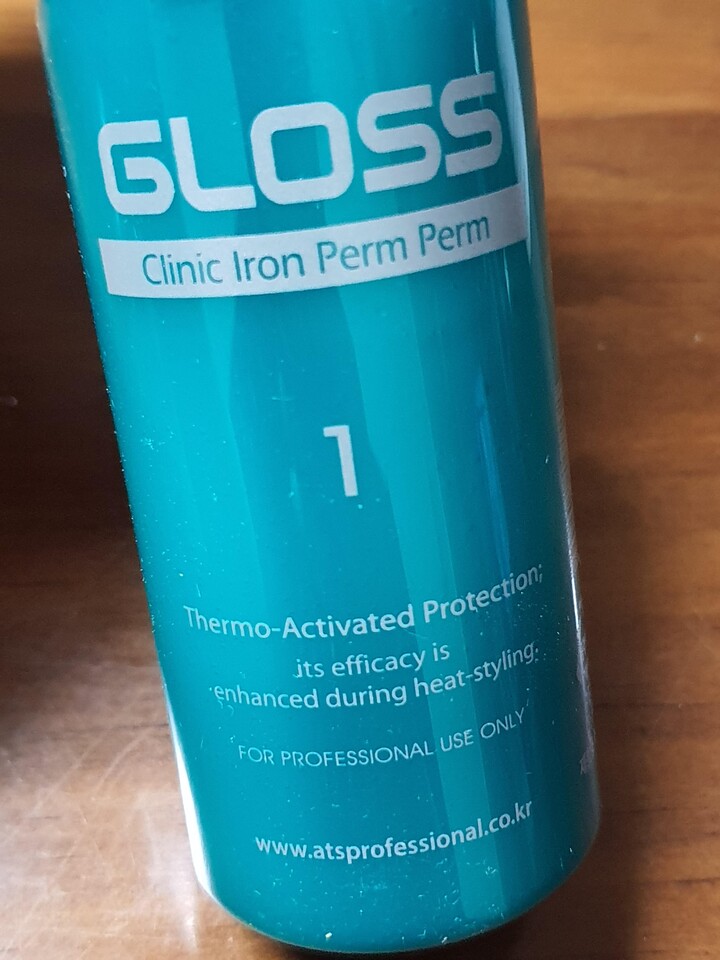 GLOSS
Clinic Iron Perm Perm
1
Thermo-Activated Protection;
its efficacy is
enhanced during heat-styling.
FOR PROFESSIONAL USE ONLY
www.atsprofessional.co.kr